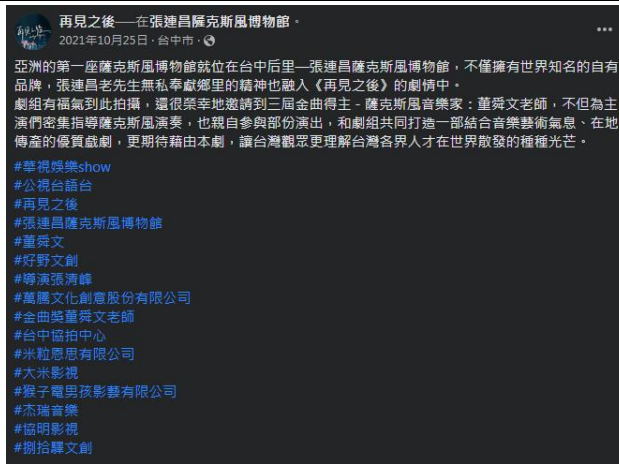 再見之後──在張連昌薩克斯風博物館。
2021年10月25日·台中市·
亞洲的第一座薩克斯風博物館就位在台中后里—張連昌薩克斯風博物館，不僅擁有世界知名的自有
品牌，張連昌老先生無私奉獻鄉里的精神也融入《再見之後》的劇情中。
劇組有福氣到此拍攝，還很榮幸地邀請到三屆金曲得主 - 薩克斯風音樂家：董舜文老師，不但為主
演們密集指導薩克斯風演奏，也親自參與部份演出，和劇組共同打造一部結合音樂藝術氣息、在地
傳產的優質戲劇，更期待藉由本劇，讓台灣觀眾更理解台灣各界人才在世界散發的種種光芒。
#華視娛樂show
#公視台語台
#再見之後
#張連昌薩克斯風博物館
#董舜文
#好野文創
#導演張清峰
#萬騰文化創意股份有限公司
#金曲獎董舜文老師
#台中協拍中心
#米粒恩思有限公司
#大米影視
#猴子電男孩影藝有限公司
#杰瑞音樂
#協明影視
#捌拾驛文創